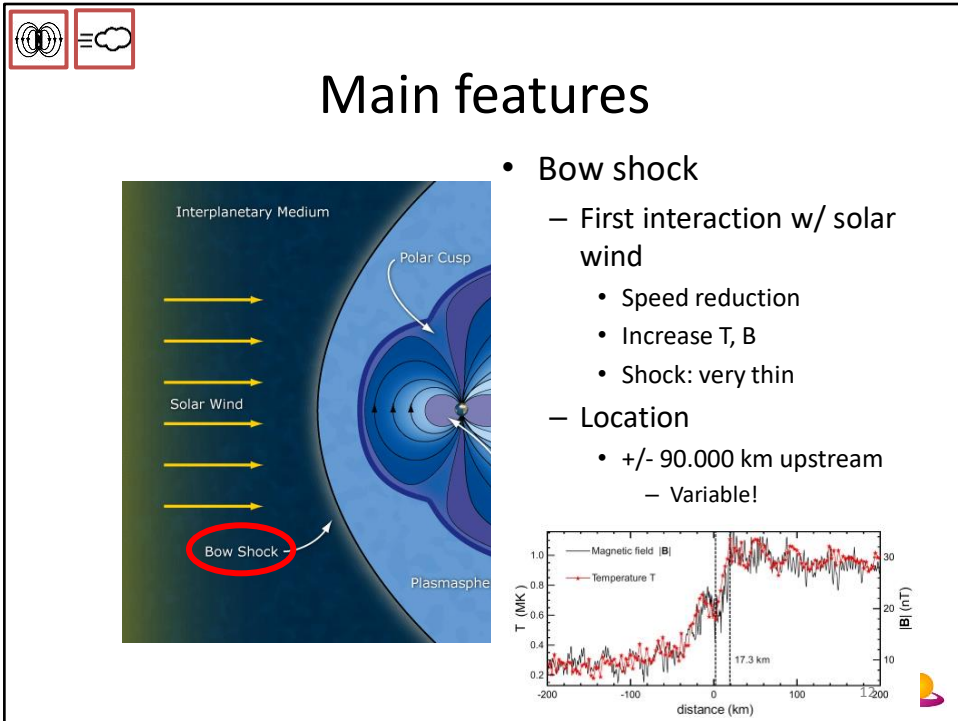 Main features
Interplanetary Medium
Polar Cusp
Solar Wind
Bow Shock
Plasmasphe
• Bow shock
– First interaction w/ solar
wind
• Speed reduction
• Increase T, B
• Shock: very thin
– Location
• +/- 90.000 km upstream
– Variable!
Magnetic field |B|
Temperature T
1.0
0.8
0.6
0.4
0.2
T (MK)
30
20
10
|B| (nT)
17.3 km
-200
-100
0
100
200
distance (km)
12